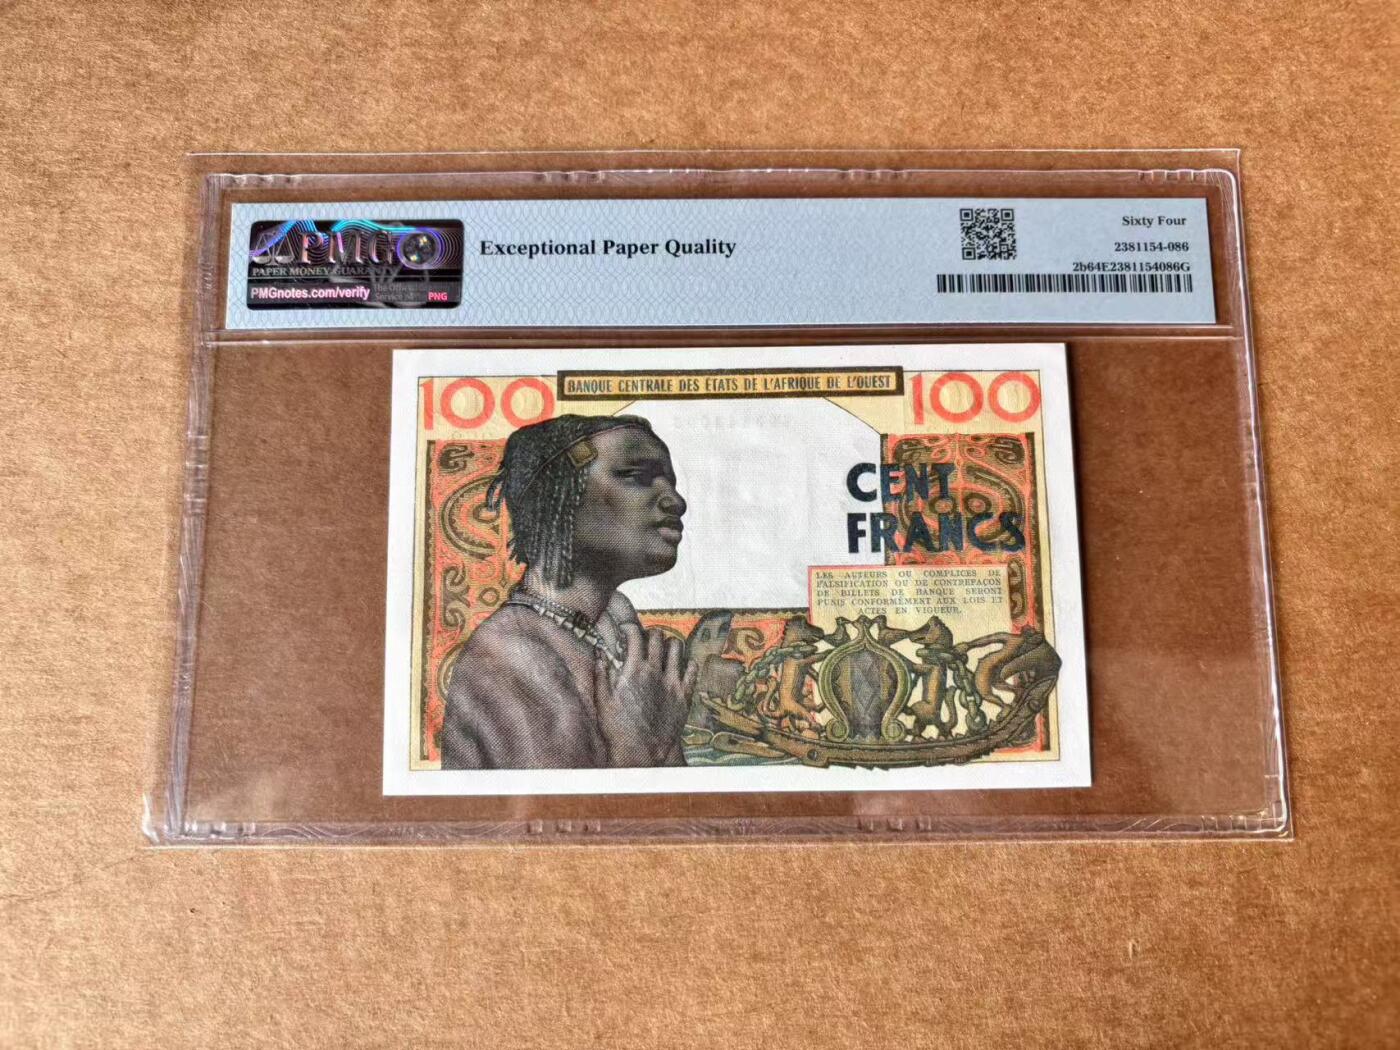 PMG
PAPER MONEY GUARANTY
PMGnotes.com/verify
The Official
PNG
Exceptional Paper Quality
Sixty Four
2381154-086
2b64E2381154086G
100
BANQUE CENTRALE DES ÉTATS DE L'AFRIQUE DE L'OUEST
100
CENT
FRANCS
LES AUTEURS OU COMPLICES DE
FALSIFICATION OU DE CONTREFAÇON
DE BILLETS DE BANQUE SERONT
PUNIS CONFORMÉMENT AUX LOIS ET
ACTES EN VIGUEUR.